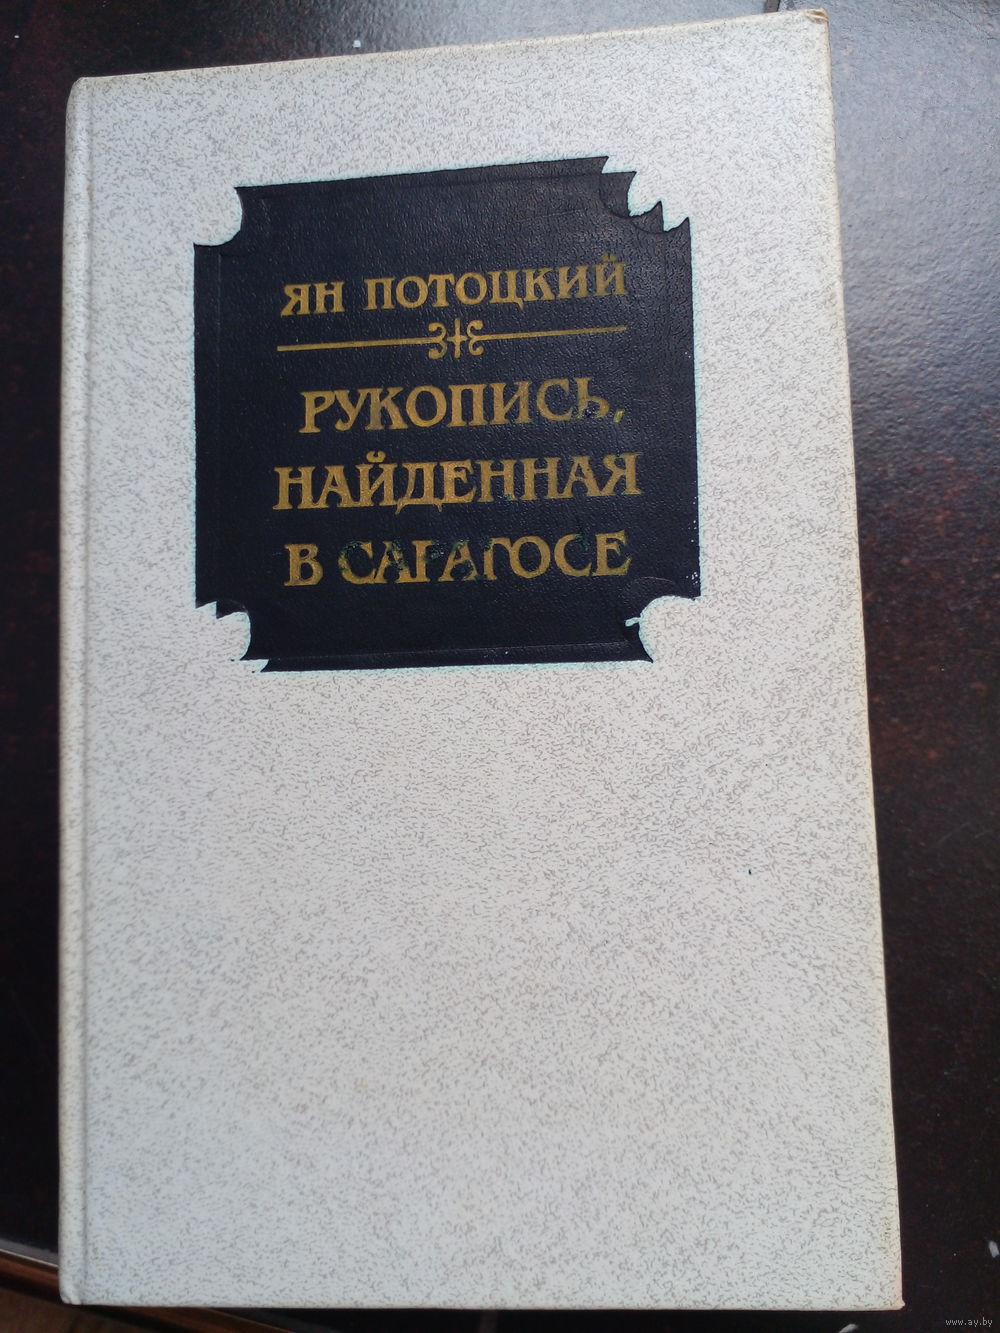 ЯН ПОТОЦКИЙ
РУКОПИСЬ,
НАЙДЕННАЯ
В САРАГОСЕ
www.ay.by